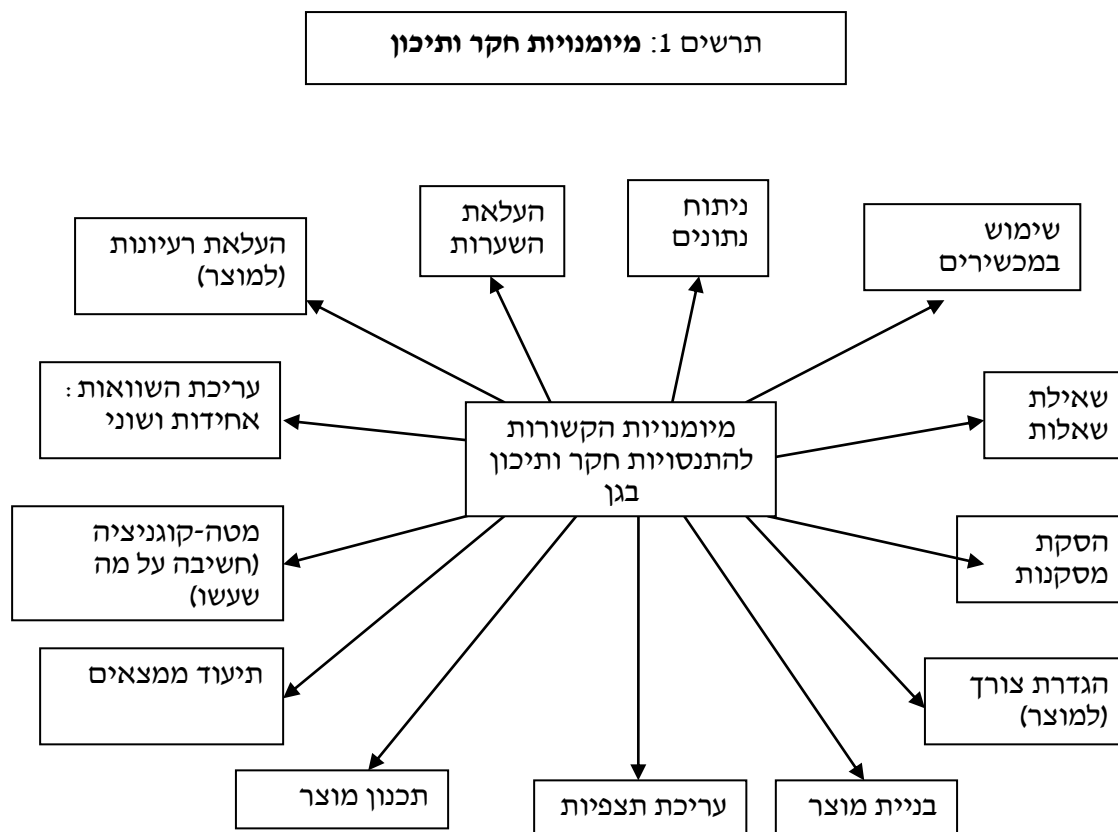 תרשים 1: מיומנויות חקר ותיכון
שימוש
במכשירים
ניתוח
נתונים
העלאת
השערות
העלאת רעיונות
(למוצר)
שאילת
שאלות
מיומנויות הקשורות
להתנסויות חקר ותיכון
בגן
עריכת השוואות:
אחידות ושוני
הסקת
מסקנות
מטה-קוגניציה
(חשיבה על מה
שעשו)
הגדרת צורך
(למוצר)
תיעוד ממצאים
בניית מוצר
עריכת תצפיות
תכנון מוצר